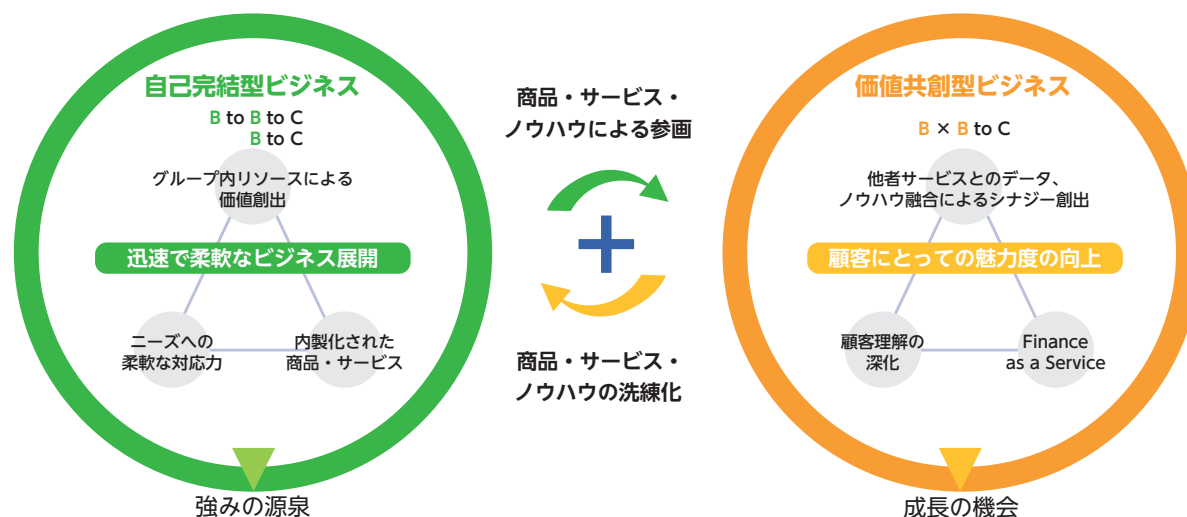 自己完結型ビジネス
B to B to C
B to C
グループ内リソースによる
価値創出
迅速で柔軟なビジネス展開
ニーズへの
柔軟な対応力
内製化された
商品・サービス
強みの源泉
商品・サービス・
ノウハウによる参画
+
商品・サービス・
ノウハウの洗練化
価値共創型ビジネス
B × B to C
他者サービスとのデータ、
ノウハウ融合によるシナジー創出
顧客にとっての魅力度の向上
顧客理解の
深化
Finance
as a Service
成長の機会